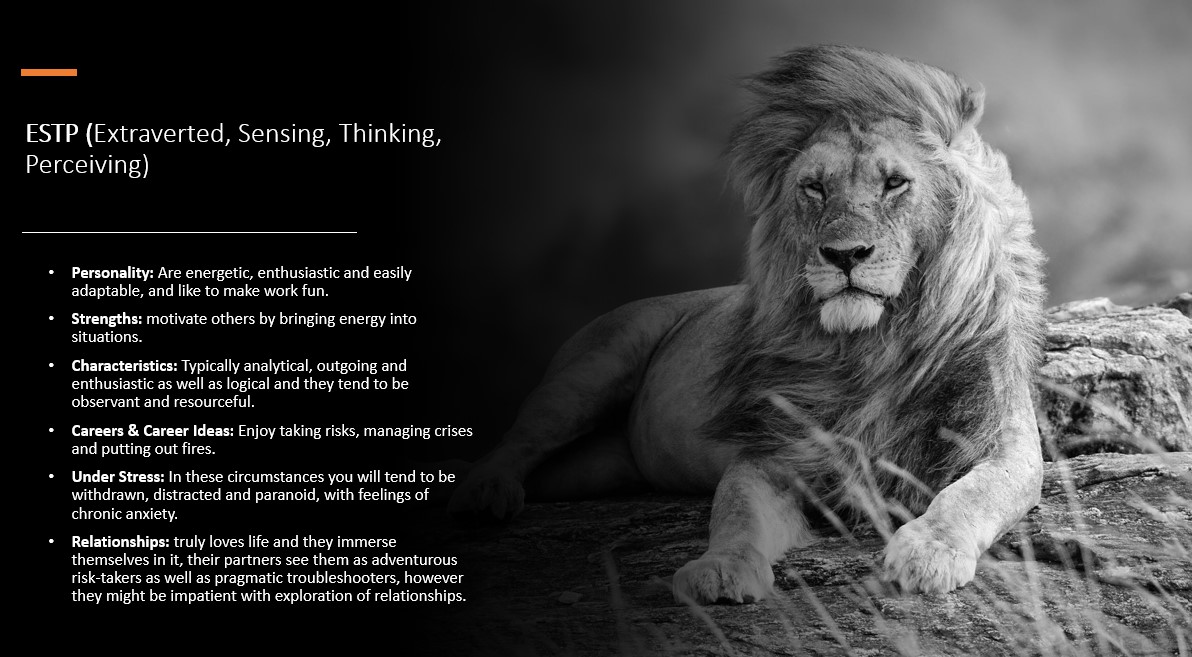 ESTP (Extraverted, Sensing, Thinking,
Perceiving)
• Personality: Are energetic, enthusiastic and easily
adaptable, and like to make work fun.
• Strengths: motivate others by bringing energy into
situations.
• Characteristics: Typically analytical, outgoing and
enthusiastic as well as logical and they tend to be
observant and resourceful.
• Careers & Career Ideas: Enjoy taking risks, managing crises
and putting out fires.
• Under Stress: In these circumstances you will tend to be
withdrawn, distracted and paranoid, with feelings of
chronic anxiety.
• Relationships: truly loves life and they immerse
themselves in it, their partners see them as adventurous
risk-takers as well as pragmatic troubleshooters, however
they might be impatient with exploration of relationships.